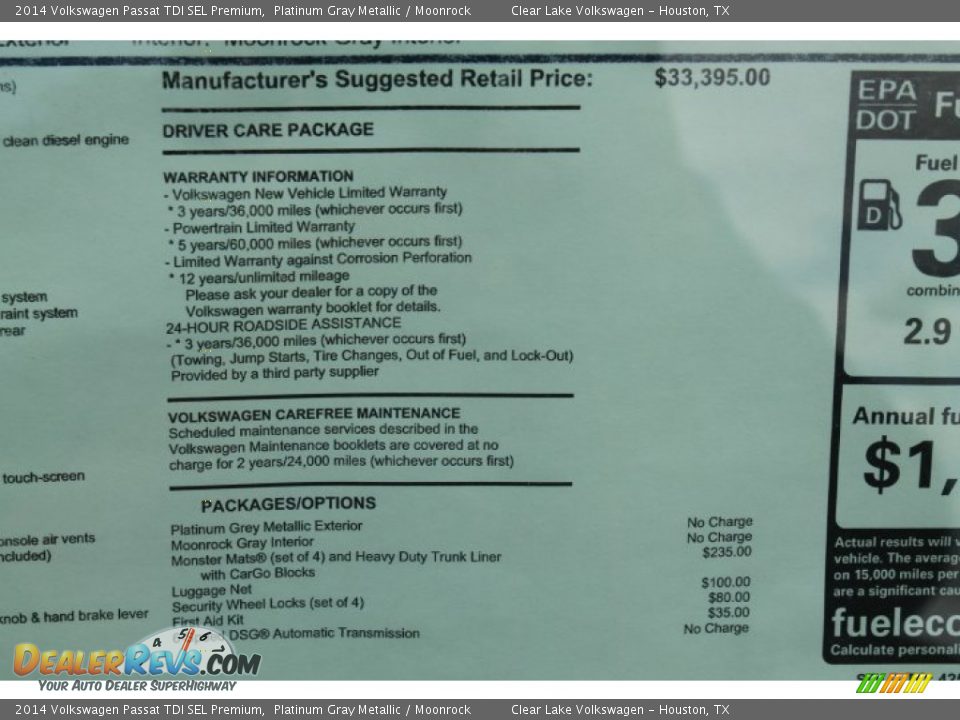 2014 Volkswagen Passat TDI SEL Premium,  Platinum Gray Metallic / Moonrock  Clear Lake Volkswagen - Houston, TX
Interior: Moonrock Gray Interior
Manufacturer's Suggested Retail Price: $33,395.00
clean diesel engine
DRIVER CARE PACKAGE
WARRANTY INFORMATION
- Volkswagen New Vehicle Limited Warranty
* 3 years/36,000 miles (whichever occurs first)
- Powertrain Limited Warranty
* 5 years/60,000 miles (whichever occurs first)
- Limited Warranty against Corrosion Perforation
* 12 years/unlimited mileage
Please ask your dealer for a copy of the
Volkswagen warranty booklet for details.
24-HOUR ROADSIDE ASSISTANCE
- * 3 years/36,000 miles (whichever occurs first)
(Towing, Jump Starts, Tire Changes, Out of Fuel, and Lock-Out)
Provided by a third party supplier
system
raint system
rear
VOLKSWAGEN CAREFREE MAINTENANCE
Scheduled maintenance services described in the
Volkswagen Maintenance booklets are covered at no
charge for 2 years/24,000 miles (whichever occurs first)
touch-screen
onsole air vents
ncluded)
knob & hand brake lever
PACKAGES/OPTIONS
Platinum Grey Metallic Exterior No Charge
Moonrock Gray Interior No Charge
Monster Mats® (set of 4) and Heavy Duty Trunk Liner $235.00
with CarGo Blocks
Luggage Net $100.00
Security Wheel Locks (set of 4) $80.00
First Aid Kit $35.00
DSG® Automatic Transmission No Charge
EPA
DOT
Fu
Fuel
D
3
combin
2.9
Annual fu
$1,
Actual results will v
vehicle. The averag
on 15,000 miles per
are a significant cau
fueleco
Calculate personali
4 5 6 7
DEALERREVS.COM
YOUR AUTO DEALER SUPERHIGHWAY
2014 Volkswagen Passat TDI SEL Premium,  Platinum Gray Metallic / Moonrock  Clear Lake Volkswagen - Houston, TX